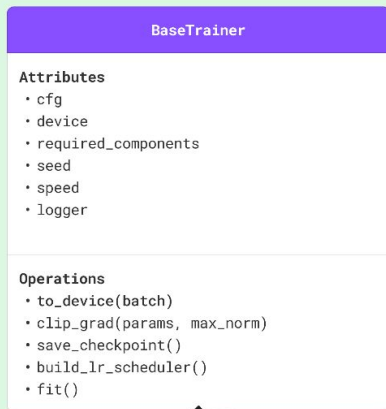 BaseTrainer
Attributes
• cfg
• device
• required_components
• seed
• speed
• logger
Operations
• to_device(batch)
• clip_grad(params, max_norm)
• save_checkpoint()
• build_lr_scheduler()
• fit()